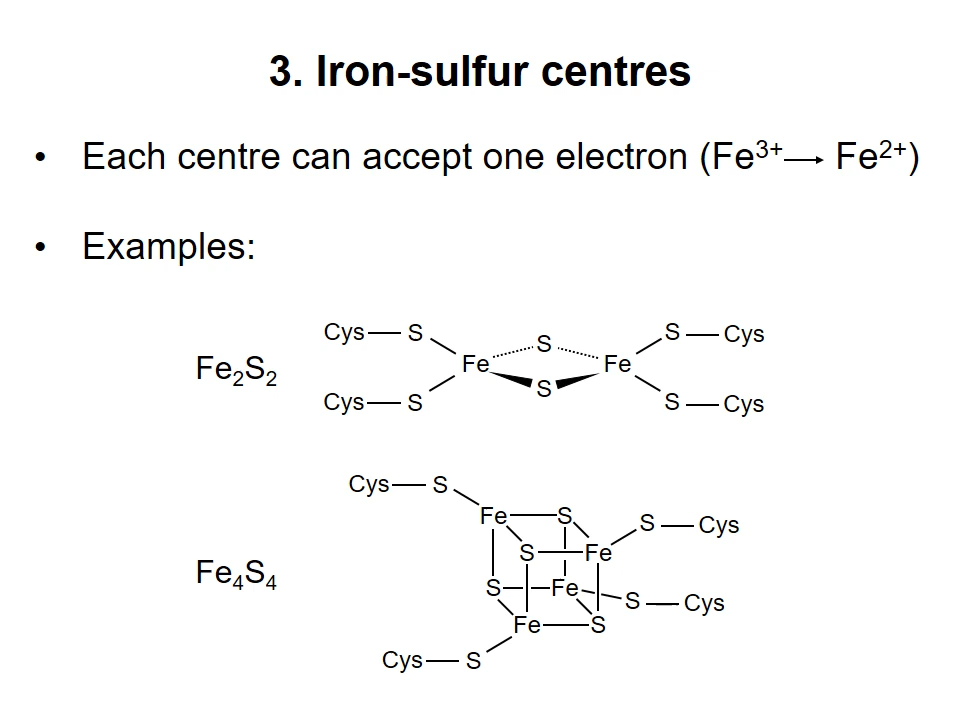 3. Iron-sulfur centres
• Each centre can accept one electron (Fe³⁺⟶ Fe²⁺)
• Examples:
Cys S S S Cys
Fe₂S₂ Fe Fe
Cys S S S Cys
Cys S
Fe S S Cys
S Fe
Fe₄S₄ S Fe S Cys
Fe S
Cys S